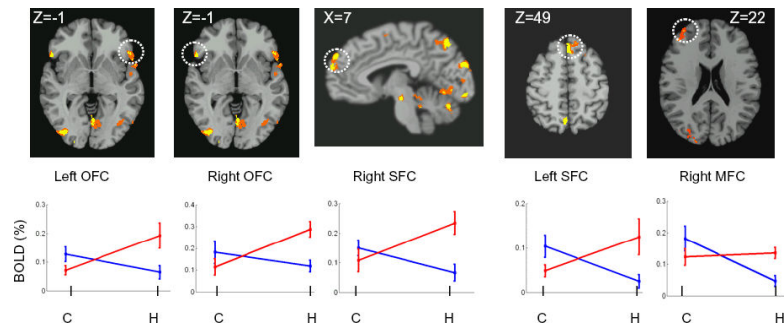 Z=-1
Z=-1
X=7
Z=49
Z=22
Left OFC
Right OFC
Right SFC
Left SFC
Right MFC
BOLD (%)
0.3
0.2
0.1
0
0.4
0.3
0.2
0.1
0
0.3
0.2
0.1
0
0.2
0.1
0
0.3
0.2
0.1
0
C H C H C H C H C H